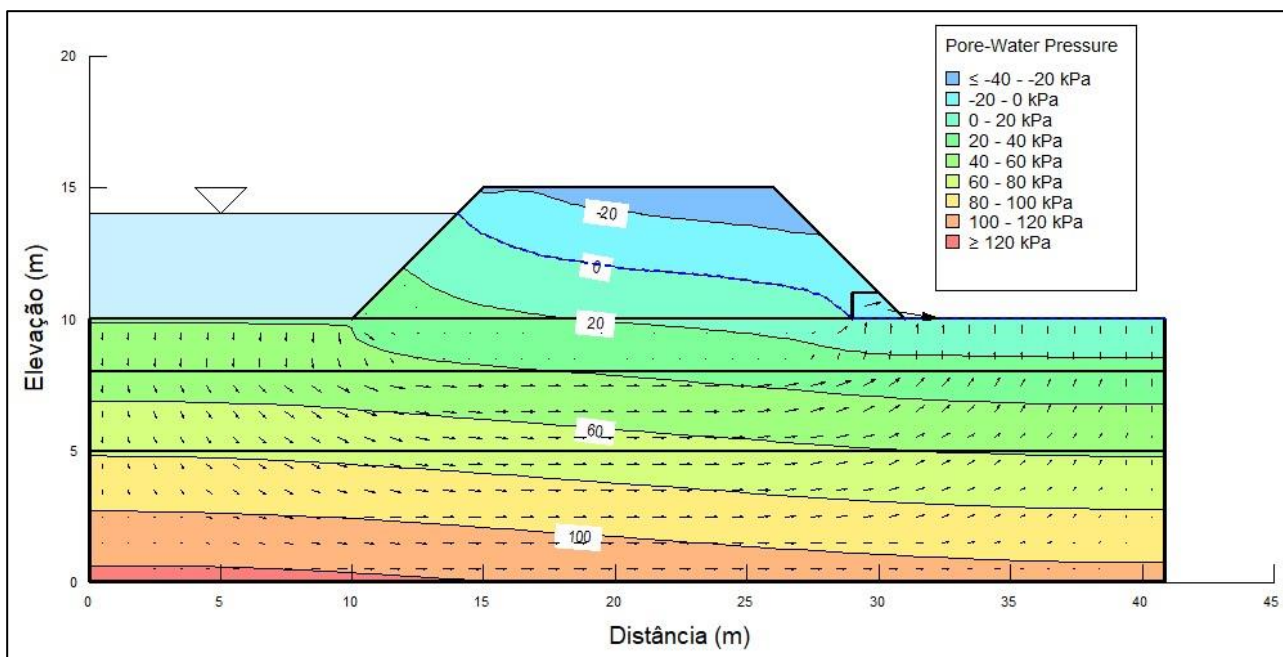 Pore-Water Pressure
≤ -40 - -20 kPa
-20 - 0 kPa
0 - 20 kPa
20 - 40 kPa
40 - 60 kPa
60 - 80 kPa
80 - 100 kPa
100 - 120 kPa
≥ 120 kPa
20
15
10
5
0
Elevação (m)
-20
0
20
60
100
0 5 10 15 20 25 30 35 40 45
Distância (m)